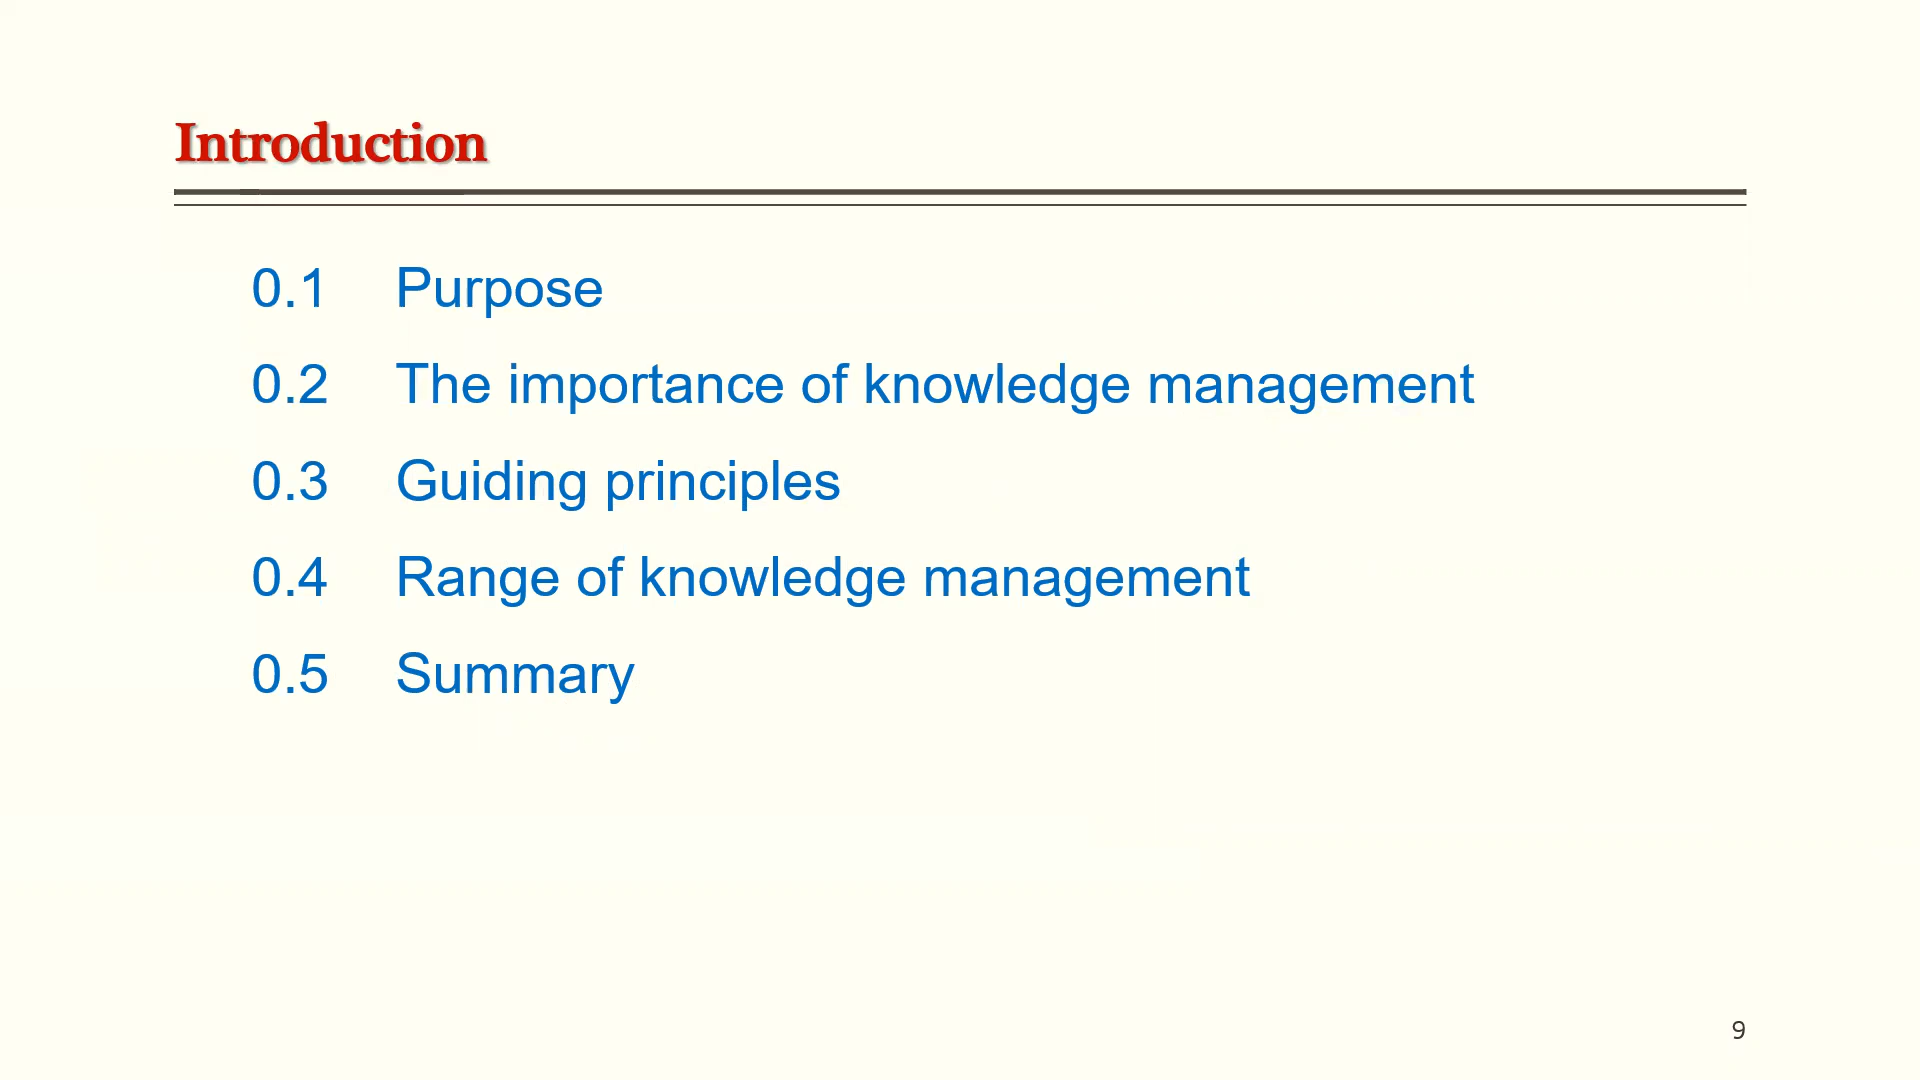 Introduction
0.1 Purpose
0.2 The importance of knowledge management
0.3 Guiding principles
0.4 Range of knowledge management
0.5 Summary
9